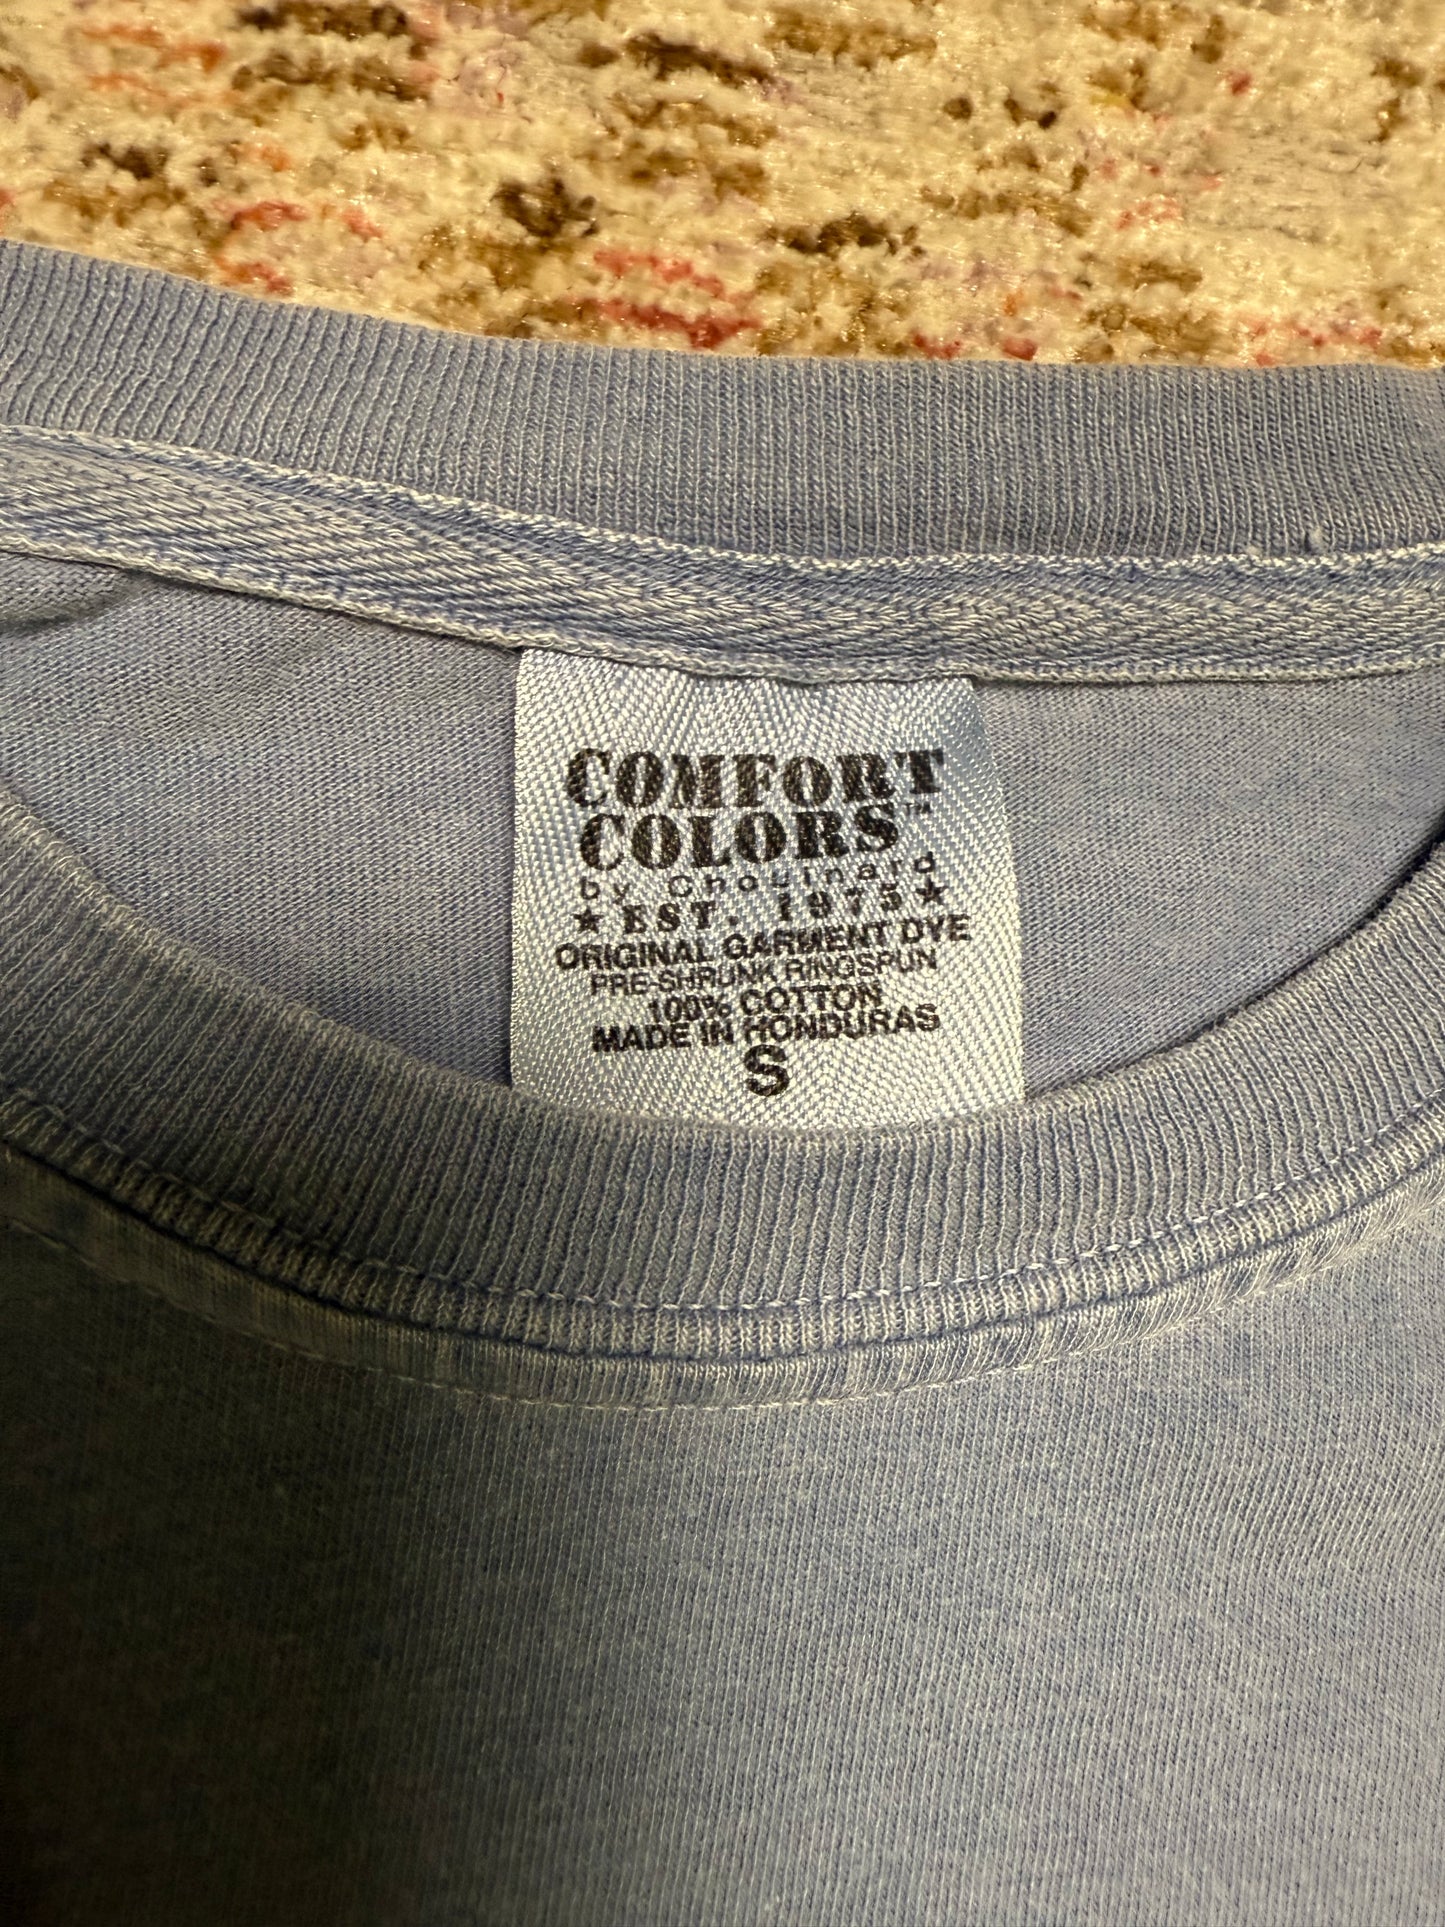 COMFORT
COLORS™
by Chouinard
★ EST. 1975 ★
ORIGINAL GARMENT DYE
PRE-SHRUNK RINGSPUN
100% COTTON
MADE IN HONDURAS
S